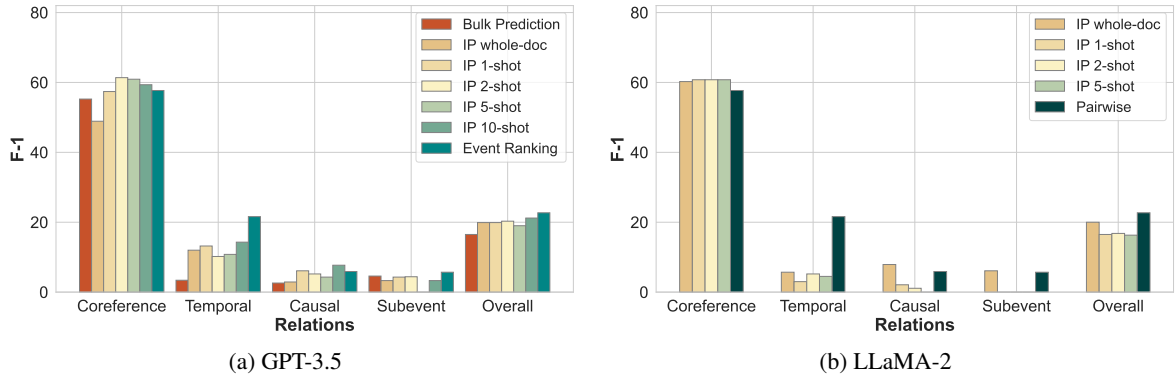 80
60
40
20
0
F-1
Bulk Prediction
IP whole-doc
IP 1-shot
IP 2-shot
IP 5-shot
IP 10-shot
Event Ranking
Coreference Temporal Causal Subevent Overall
Relations
(a) GPT-3.5
80
60
40
20
0
F-1
IP whole-doc
IP 1-shot
IP 2-shot
IP 5-shot
Pairwise
Coreference Temporal Causal Subevent Overall
Relations
(b) LLaMA-2